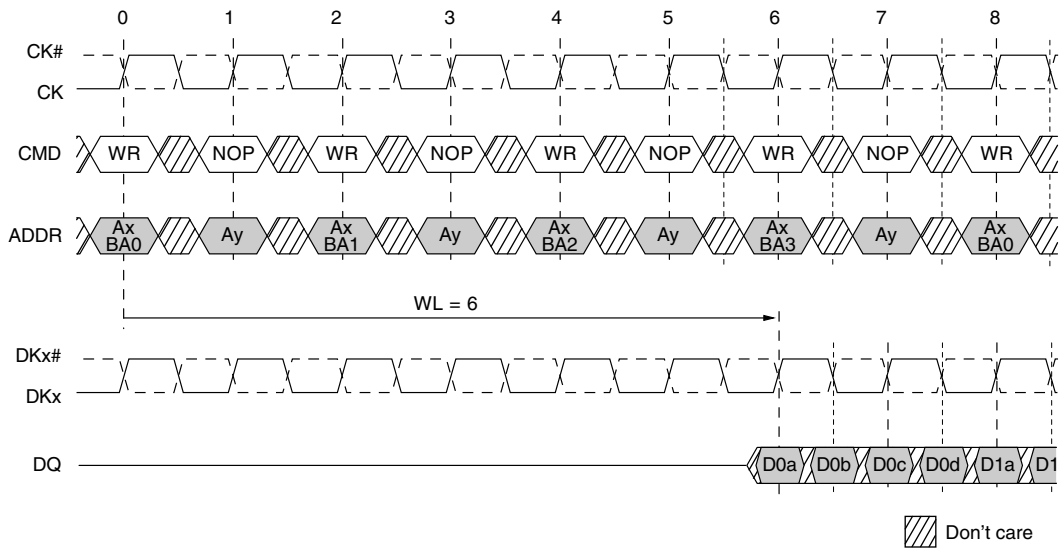 0 1 2 3 4 5 6 7 8
CK#
CK
CMD WR NOP WR NOP WR NOP WR NOP WR
ADDR Ax BA0 Ay Ax BA1 Ay Ax BA2 Ay Ax BA3 Ay Ax BA0
WL = 6
DKx#
DKx
DQ D0a D0b D0c D0d D1a D1
Don't care